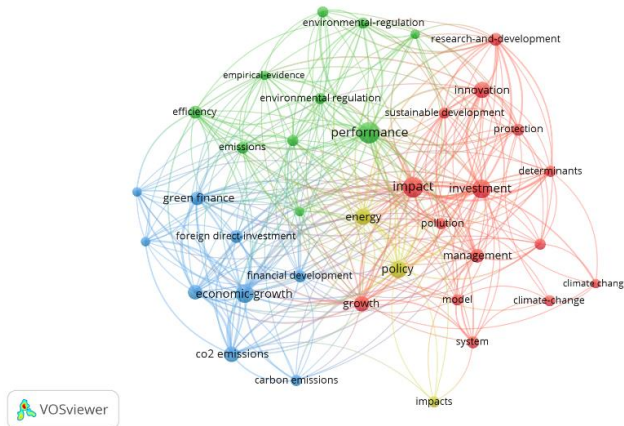 environmental-regulation
research-and-development
empirical-evidence
innovation
environmental regulation
efficiency
sustainable development
performance
protection
emissions
determinants
impact
investment
green finance
energy
pollution
foreign direct-investment
management
policy
financial development
economic-growth
climate chang
growth
model
climate-change
system
co2 emissions
carbon emissions
impacts
VOSviewer